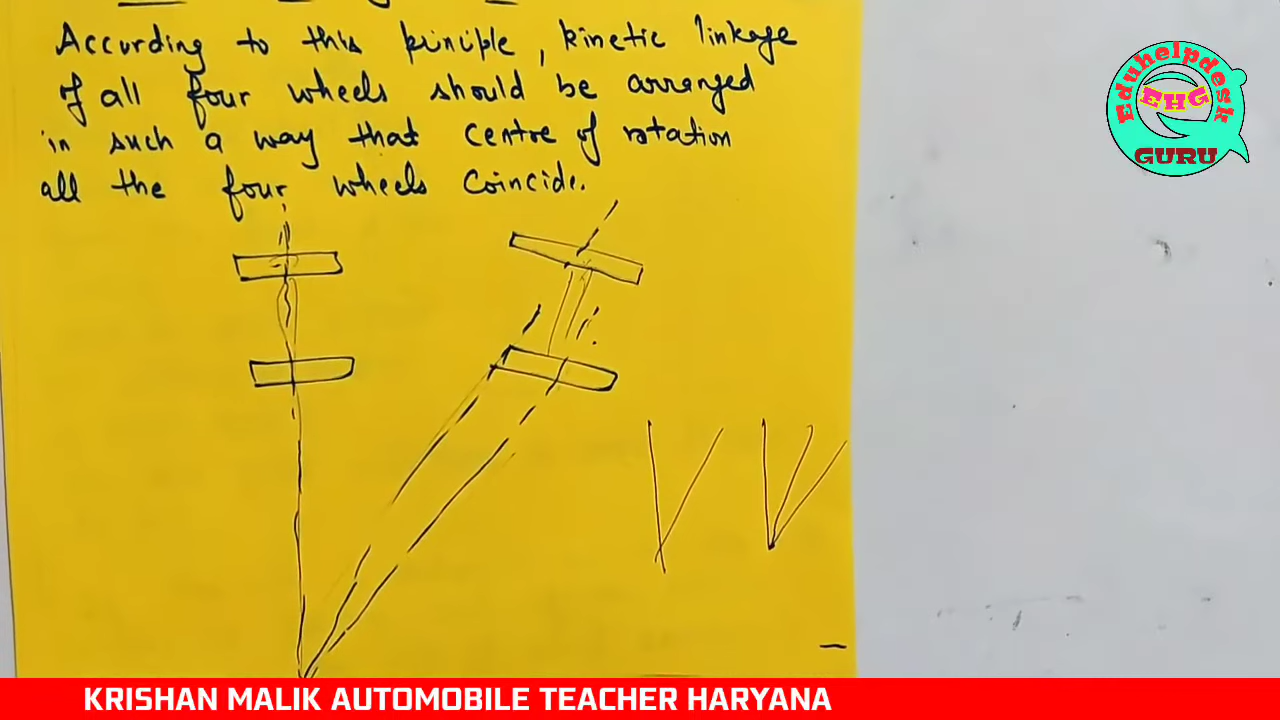 According to this kinciple, kinetic linkage
of all four wheels should be arranged
in such a way that centre of rotation
all the four wheels coincide.
Eduhelpdesk
EHG
GURU
KRISHAN MALIK AUTOMOBILE TEACHER HARYANA